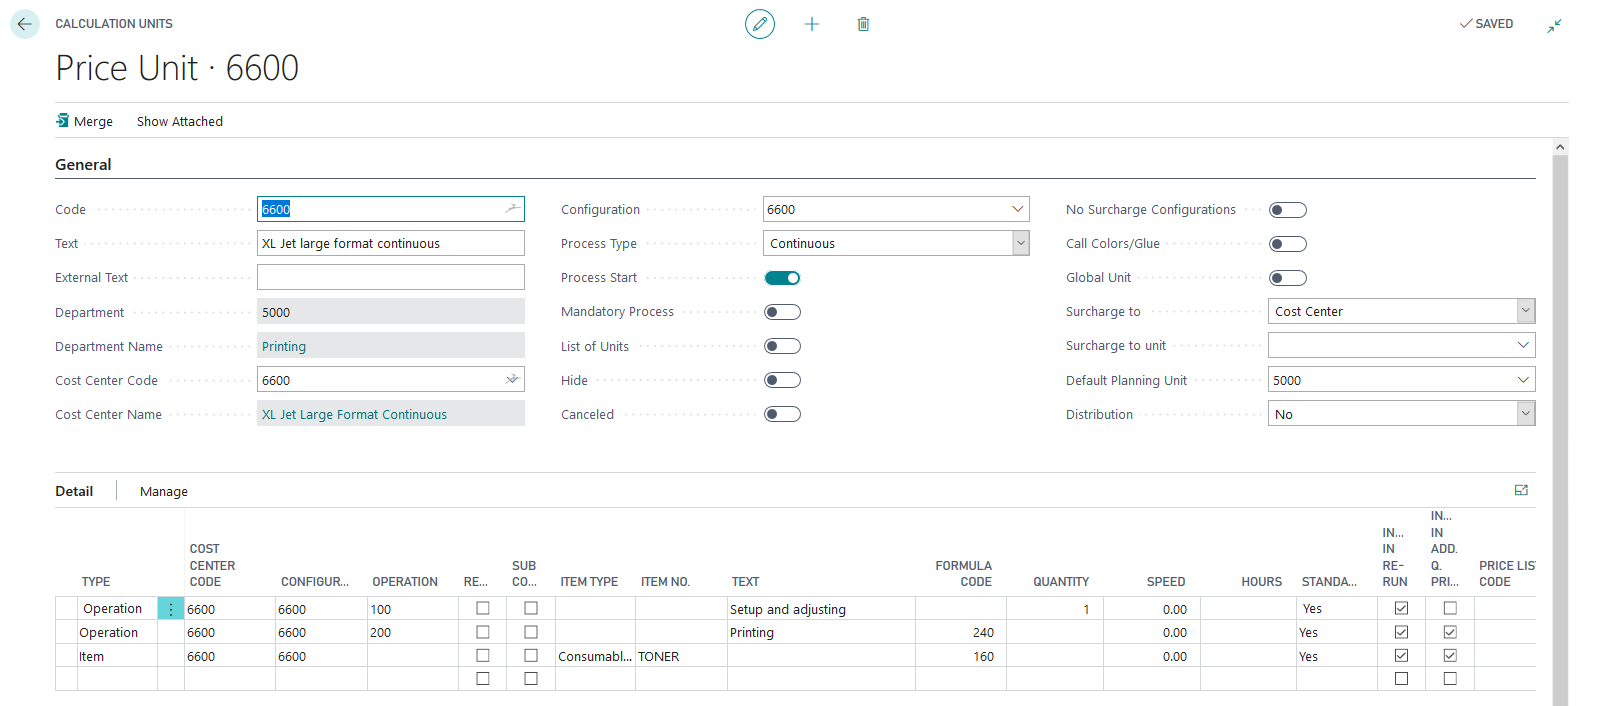 CALCULATION UNITS
SAVED
Price Unit · 6600
Merge Show Attached
General
Code 6600 Configuration 6600 No Surcharge Configurations
Text XL Jet large format continuous Process Type Continuous Call Colors/Glue
External Text Process Start Global Unit
Department 5000 Mandatory Process Surcharge to Cost Center
Department Name Printing List of Units Surcharge to unit
Cost Center Code 6600 Hide Default Planning Unit 5000
Cost Center Name XL Jet Large Format Continuous Canceled Distribution No
Detail Manage
TYPE
COST
CENTER
CODE
CONFIGUR...
OPERATION
RE...
SUB
CO...
ITEM TYPE
ITEM NO.
TEXT
FORMULA
CODE
QUANTITY
SPEED
HOURS
STANDA...
IN...
IN
RE-
RUN
IN...
IN
ADD.
Q.
PRI...
PRICE LIS
CODE
Operation 6600 6600 100 Setup and adjusting 1 0.00 Yes
Operation 6600 6600 200 Printing 240 0.00 Yes
Item 6600 6600 Consumabl... TONER 160 0.00 Yes